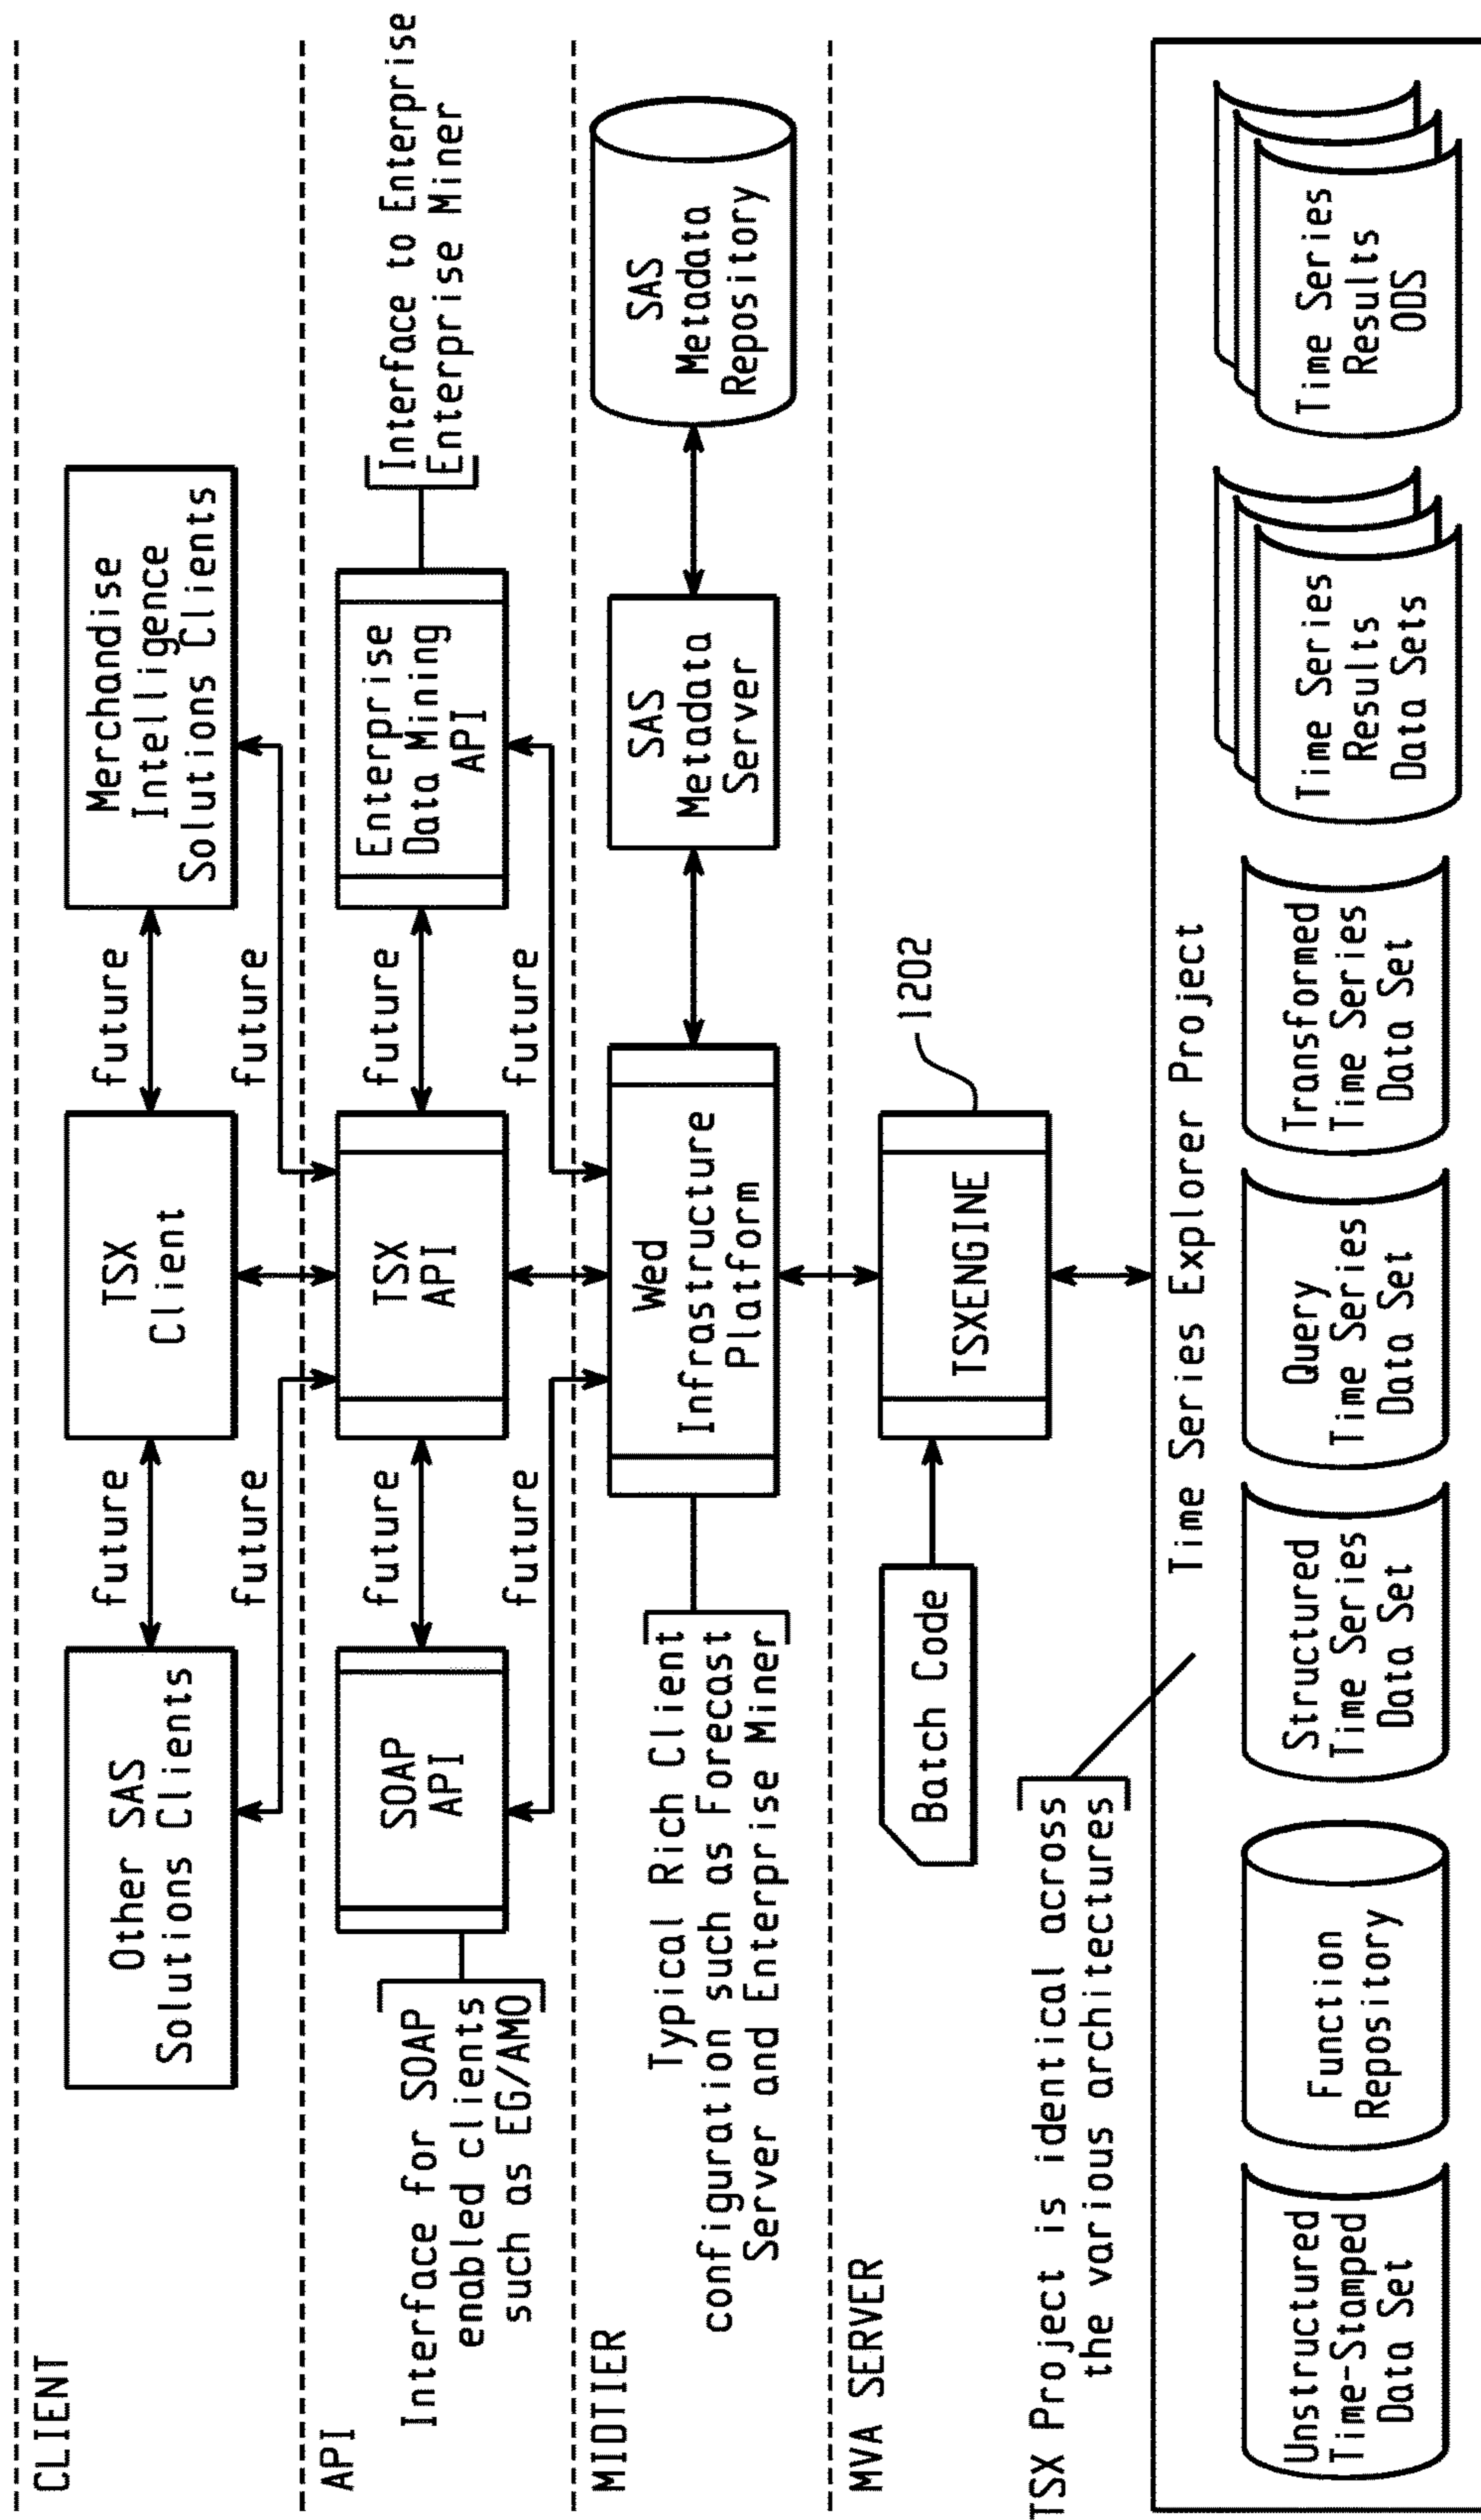 CLIENT
Other SAS
Solutions Clients
future
TSX
Client
future
Merchandise
Intelligence
Solutions Clients
future
future
API
Interface for SOAP
enabled clients
such as EG/AMO
SOAP
API
future
TSX
API
future
Enterprise
Data Mining
API
Interface to Enterprise
Enterprise Miner
future
future
MIDTIER
Typical Rich Client
configuration such as Forecast
Server and Enterprise Miner
Wed
Infrastructure
Platform
SAS
Metadata
Server
SAS
Metadata
Repository
MVA SERVER
Batch Code
TSXENGINE
1202
TSX Project is identical across
the various architectures
Time Series Explorer Project
Unstructured
Time-Stamped
Data Set
Function
Repository
Structured
Time Series
Data Set
Query
Time Series
Data Set
Transformed
Time Series
Data Set
Time Series
Results
Data Sets
Time Series
Results
ODS